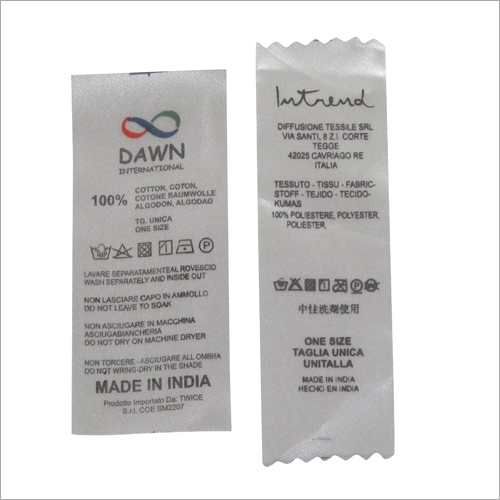 DAWN
INTERNATIONAL
100% COTTON, COTON,
COTONE BAUMWOLLE
ALGODON, ALGODAO
TG. UNICA
ONE SIZE
LAVARE SEPARATAMENTEAL ROVESCIO
WASH SEPARATELY AND INSIDE OUT
NON LASCIARE CAPO IN AMMOLLO
DO NOT LEAVE TO SOAK
NON ASCIUGARE IN MACCHINA
ASCIUGABIANCHERIA
DO NOT DRY ON MACHINE DRYER
NON TORCERE - ASCIUGARE ALL OMBRA
DO NOT WRING-DRY IN THE SHADE
MADE IN INDIA
Prodotto Importato Da: TWICE
S.r.l. COE SM2207
Intrend
DIFFUSIONE TESSILE SRL
VIA SANTI, 8 Z.I. CORTE
TEGGE
42025 CAVRIAGO RE
ITALIA
TESSUTO - TISSU - FABRIC-
STOFF - TEJIDO - TECIDO-
KUMAS
100% POLIESTERE, POLYESTER,
POLIESTER,
中性洗剤使用
ONE SIZE
TAGLIA UNICA
UNITALLA
MADE IN INDIA
HECHO EN INDIA